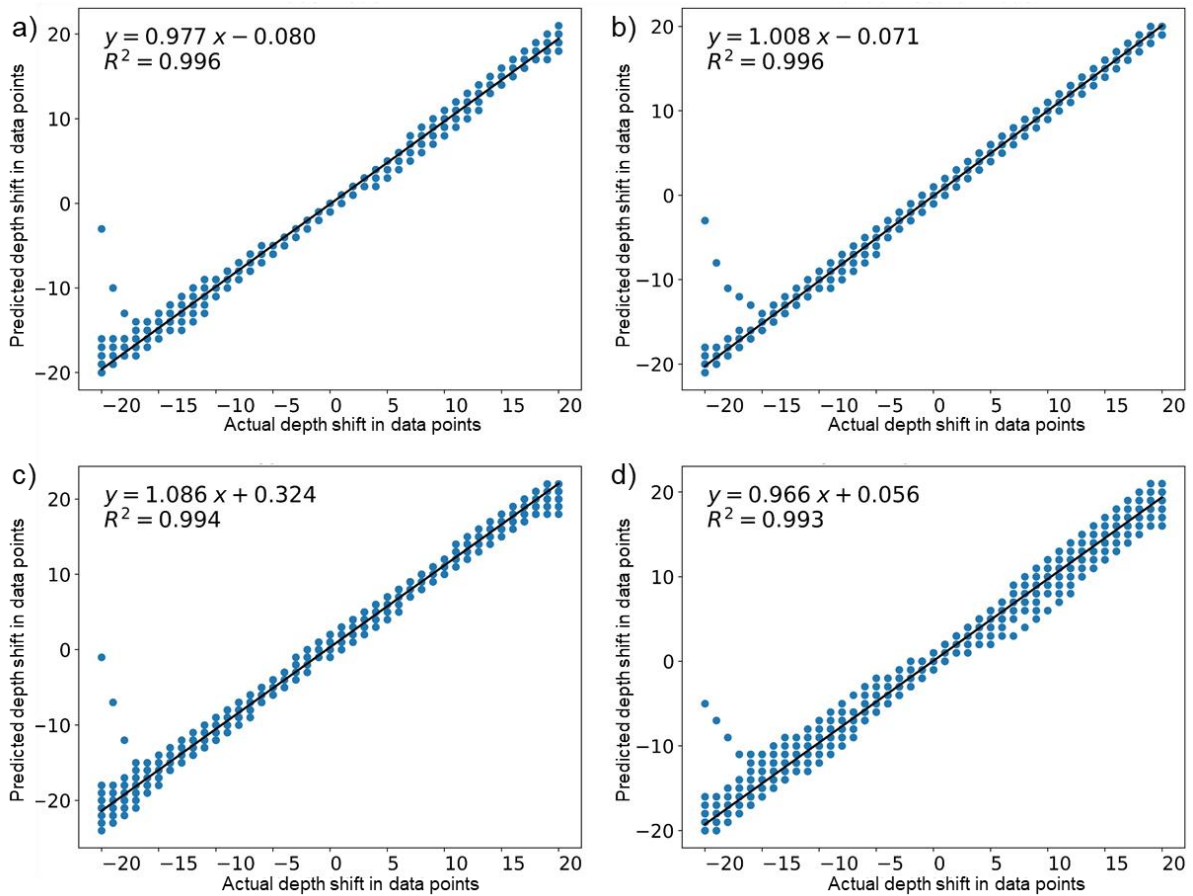 a)
y = 0.977 x − 0.080
R² = 0.996
Predicted depth shift in data points
20
10
0
−10
−20
−20 −15 −10 −5 0 5 10 15 20
Actual depth shift in data points
b)
y = 1.008 x − 0.071
R² = 0.996
Predicted depth shift in data points
20
10
0
−10
−20
−20 −15 −10 −5 0 5 10 15 20
Actual depth shift in data points
c)
y = 1.086 x + 0.324
R² = 0.994
Predicted depth shift in data points
20
10
0
−10
−20
−20 −15 −10 −5 0 5 10 15 20
Actual depth shift in data points
d)
y = 0.966 x + 0.056
R² = 0.993
Predicted depth shift in data points
20
10
0
−10
−20
−20 −15 −10 −5 0 5 10 15 20
Actual depth shift in data points